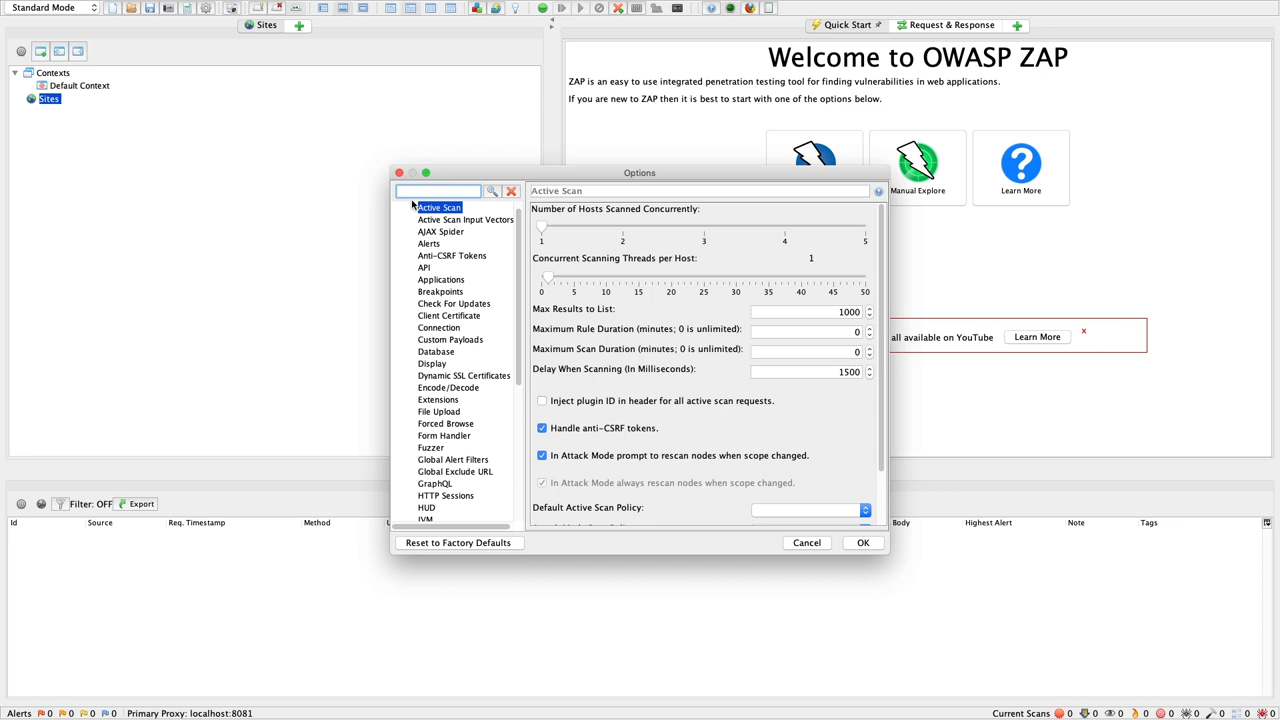 Standard Mode
Sites
Quick Start
Request & Response
Contexts
Default Context
Sites
Welcome to OWASP ZAP
ZAP is an easy to use integrated penetration testing tool for finding vulnerabilities in web applications.
If you are new to ZAP then it is best to start with one of the options below.
Manual Explore
Learn More
all available on YouTube
Learn More
x
Options
Active Scan
Active Scan Input Vectors
AJAX Spider
Alerts
Anti-CSRF Tokens
API
Applications
Breakpoints
Check For Updates
Client Certificate
Connection
Custom Payloads
Database
Display
Dynamic SSL Certificates
Encode/Decode
Extensions
File Upload
Forced Browse
Form Handler
Fuzzer
Global Alert Filters
Global Exclude URL
GraphQL
HTTP Sessions
HUD
JVM
Active Scan
Number of Hosts Scanned Concurrently:
1 2 3 4 5
Concurrent Scanning Threads per Host: 1
0 5 10 15 20 25 30 35 40 45 50
Max Results to List: 1000
Maximum Rule Duration (minutes; 0 is unlimited): 0
Maximum Scan Duration (minutes; 0 is unlimited): 0
Delay When Scanning (In Milliseconds): 1500
Inject plugin ID in header for all active scan requests.
Handle anti-CSRF tokens.
In Attack Mode prompt to rescan nodes when scope changed.
In Attack Mode always rescan nodes when scope changed.
Default Active Scan Policy:
Reset to Factory Defaults
Cancel
OK
Filter: OFF
Export
Id Source Req. Timestamp Method Body Highest Alert Note Tags
Alerts 0 0 0 0 Primary Proxy: localhost:8081
Current Scans 0 0 0 0 0 0 0 0 0